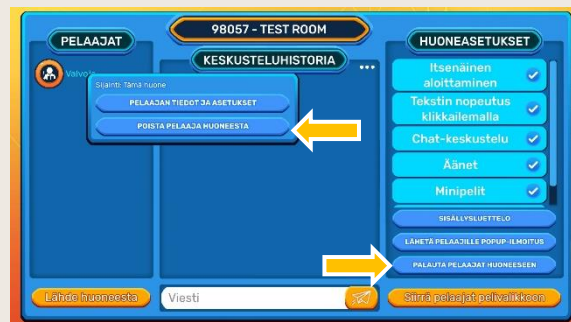 98057 - TEST ROOM
PELAAJAT
Valvoja
Sijainti: Tämä huone
PELAAJAN TIEDOT JA ASETUKSET
POISTA PELAAJA HUONEESTA
KESKUSTELUHISTORIA
HUONEASETUKSET
Itsenäinen
aloittaminen
Tekstin nopeutus
klikkailemalla
Chat-keskustelu
Äänet
Minipelit
SISÄLLYSLUETTELO
LÄHETÄ PELAAJILLE POPUP-ILMOITUS
PALAUTA PELAAJAT HUONEESEEN
Lähde huoneesta
Viesti
Siirrä pelaajat pelivalikkoon